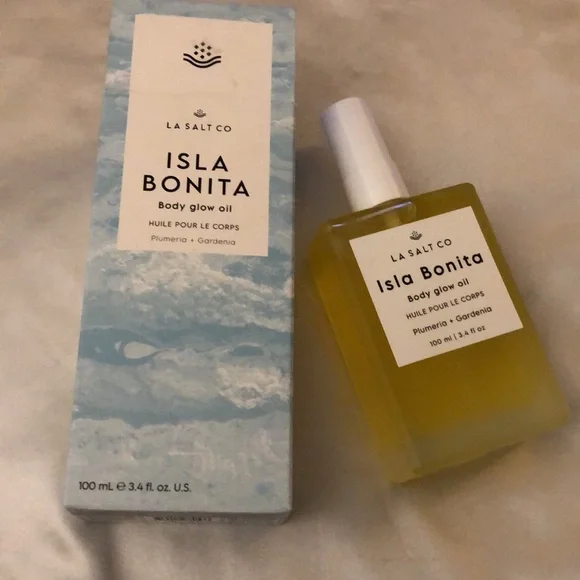 LA SALT CO
ISLA
BONITA
Body glow oil
HUILE POUR LE CORPS
Plumeria + Gardenia
100 mL ℮ 3.4 fl. oz. U.S.
LA SALT CO
Isla Bonita
Body glow oil
HUILE POUR LE CORPS
Plumeria + Gardenia
100 ml | 3.4 fl oz